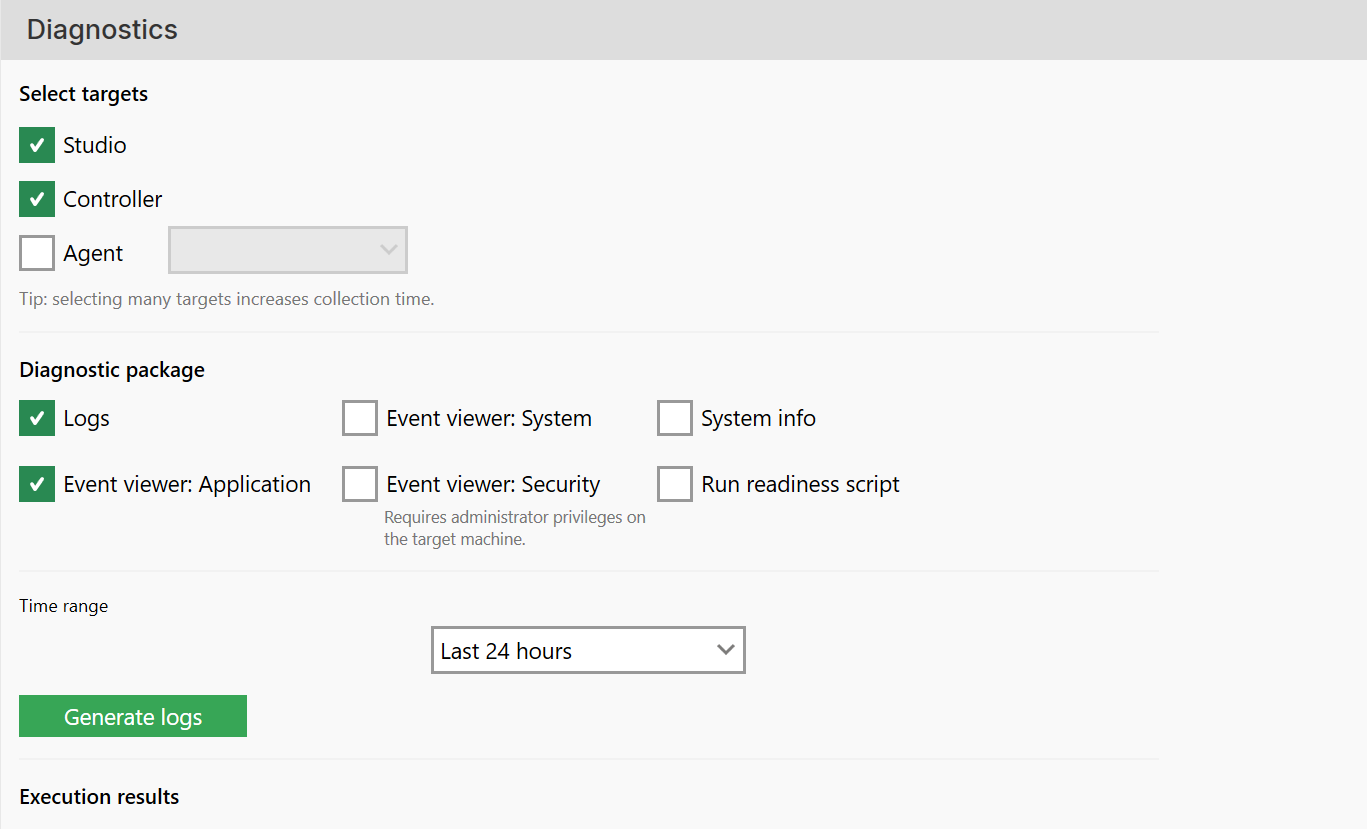 Diagnostics
Select targets
Studio
Controller
Agent
Tip: selecting many targets increases collection time.
Diagnostic package
Logs
Event viewer: System
System info
Event viewer: Application
Event viewer: Security
Run readiness script
Requires administrator privileges on
the target machine.
Time range
Last 24 hours
Generate logs
Execution results